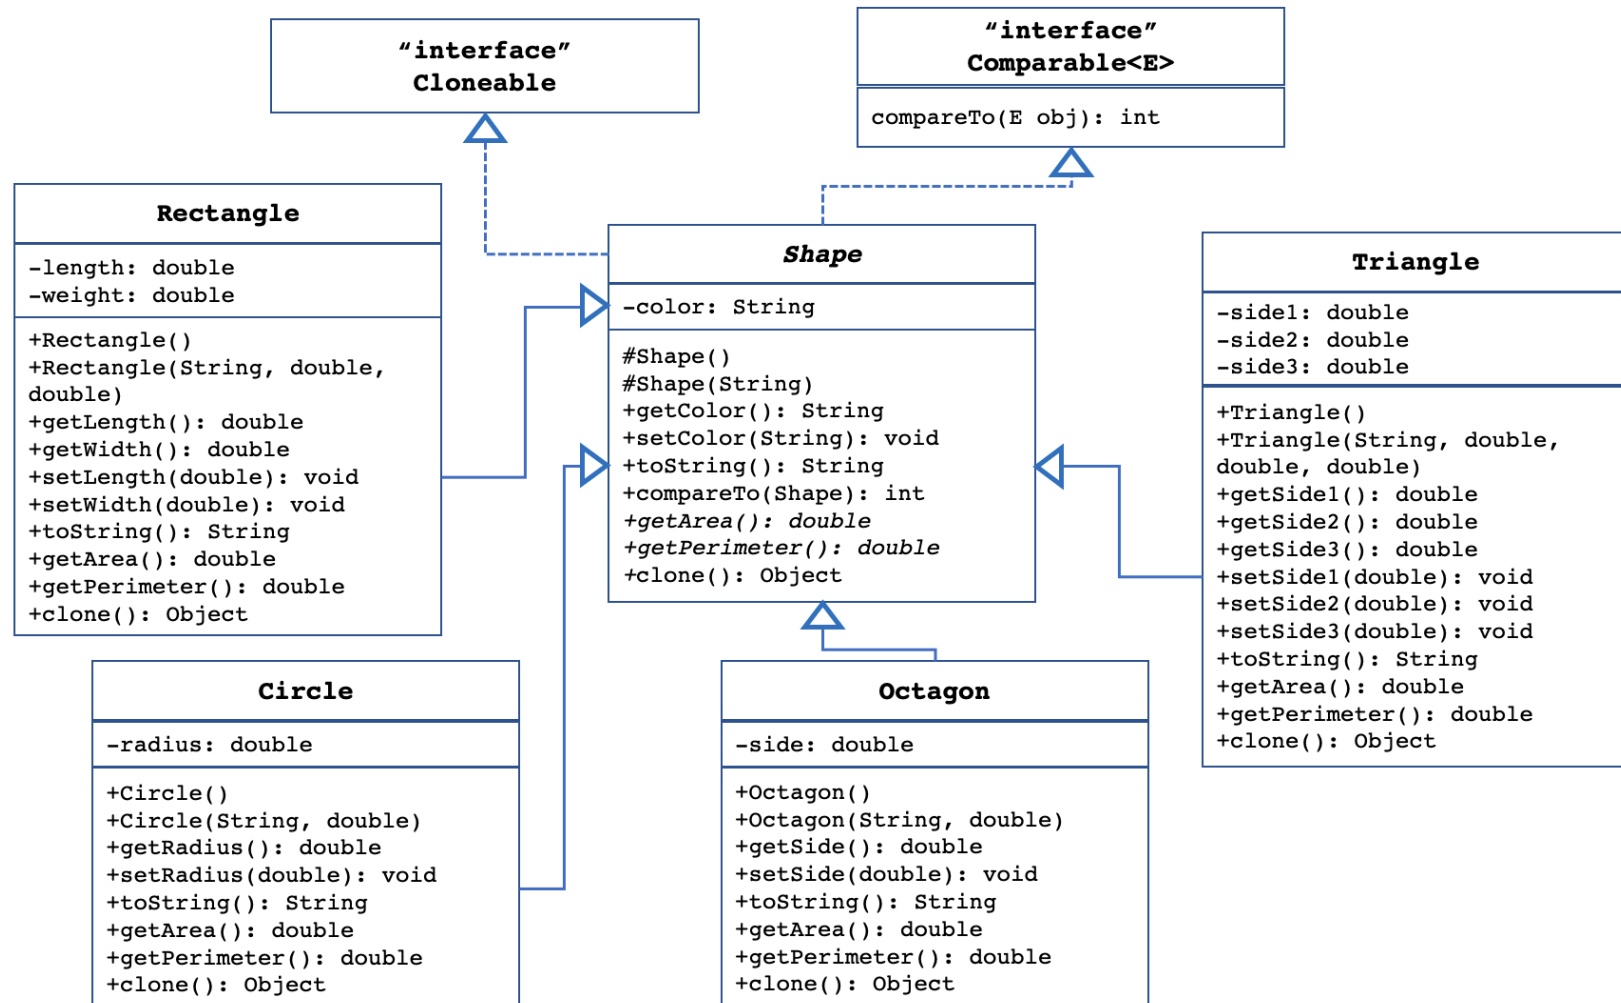 “interface”
Cloneable
“interface”
Comparable<E>
compareTo(E obj): int
Rectangle
-length: double
-weight: double
+Rectangle()
+Rectangle(String, double,
double)
+getLength(): double
+getWidth(): double
+setLength(double): void
+setWidth(double): void
+toString(): String
+getArea(): double
+getPerimeter(): double
+clone(): Object
Shape
-color: String
#Shape()
#Shape(String)
+getColor(): String
+setColor(String): void
+toString(): String
+compareTo(Shape): int
+getArea(): double
+getPerimeter(): double
+clone(): Object
Triangle
-side1: double
-side2: double
-side3: double
+Triangle()
+Triangle(String, double,
double, double)
+getSide1(): double
+getSide2(): double
+getSide3(): double
+setSide1(double): void
+setSide2(double): void
+setSide3(double): void
+toString(): String
+getArea(): double
+getPerimeter(): double
+clone(): Object
Circle
-radius: double
+Circle()
+Circle(String, double)
+getRadius(): double
+setRadius(double): void
+toString(): String
+getArea(): double
+getPerimeter(): double
+clone(): Object
Octagon
-side: double
+Octagon()
+Octagon(String, double)
+getSide(): double
+setSide(double): void
+toString(): String
+getArea(): double
+getPerimeter(): double
+clone(): Object